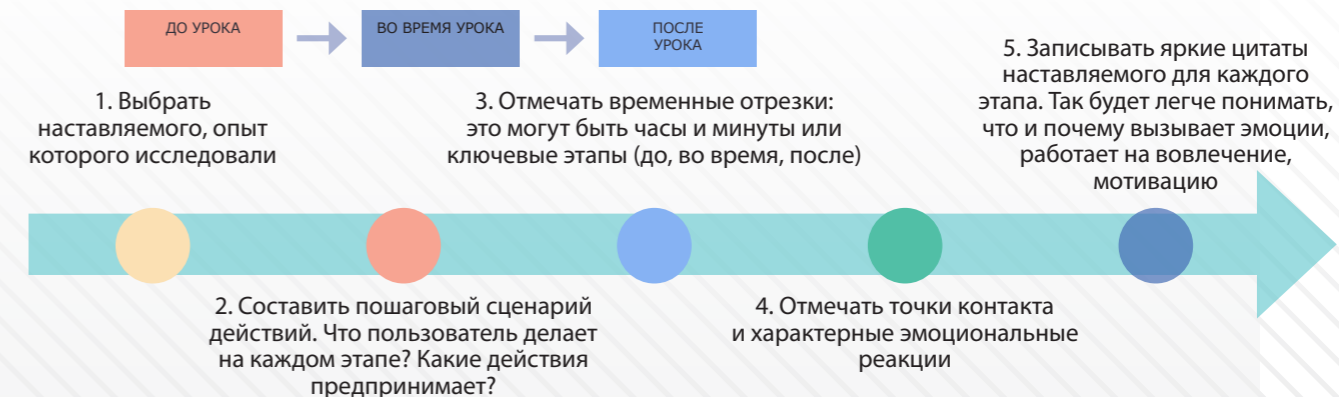 ДО УРОКА
ВО ВРЕМЯ УРОКА
ПОСЛЕ
УРОКА
1. Выбрать
наставляемого, опыт
которого исследовали
3. Отмечать временные отрезки:
это могут быть часы и минуты или
ключевые этапы (до, во время, после)
5. Записывать яркие цитаты
наставляемого для каждого
этапа. Так будет легче понимать,
что и почему вызывает эмоции,
работает на вовлечение,
мотивацию
2. Составить пошаговый сценарий
действий. Что пользователь делает
на каждом этапе? Какие действия
предпринимает?
4. Отмечать точки контакта
и характерные эмоциональные
реакции